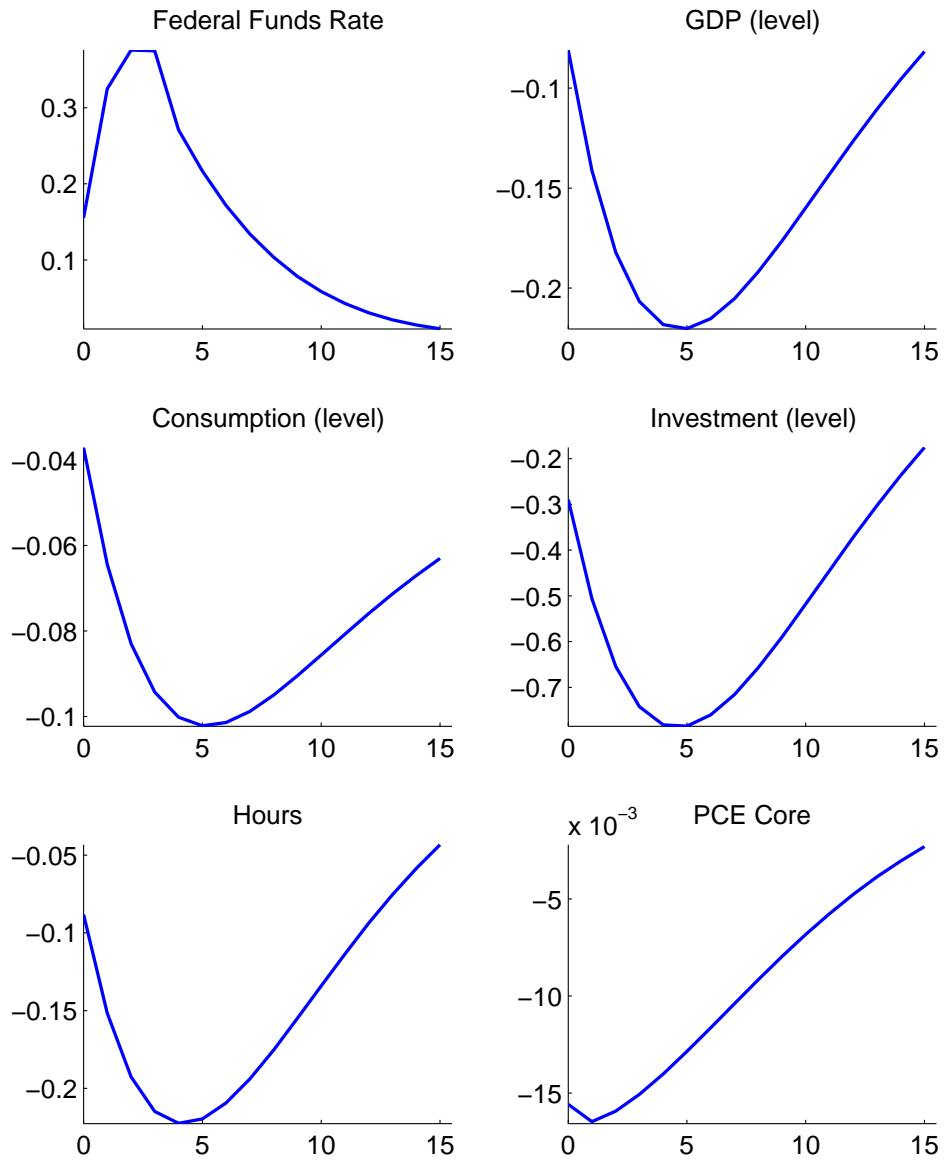 Federal Funds Rate
0.3
0.2
0.1
0 5 10 15
GDP (level)
−0.1
−0.15
−0.2
0 5 10 15
Consumption (level)
−0.04
−0.06
−0.08
−0.1
0 5 10 15
Investment (level)
−0.2
−0.3
−0.4
−0.5
−0.6
−0.7
0 5 10 15
Hours
−0.05
−0.1
−0.15
−0.2
0 5 10 15
PCE Core
x 10⁻³
−5
−10
−15
0 5 10 15